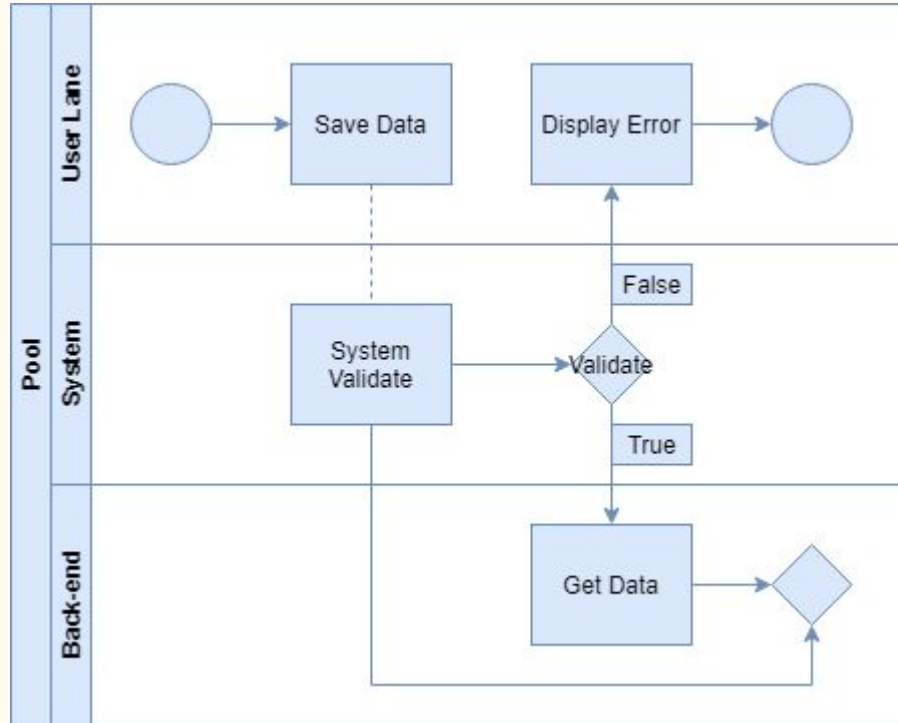 Pool
User Lane
Save Data
Display Error
System
False
System
Validate
Validate
True
Back-end
Get Data